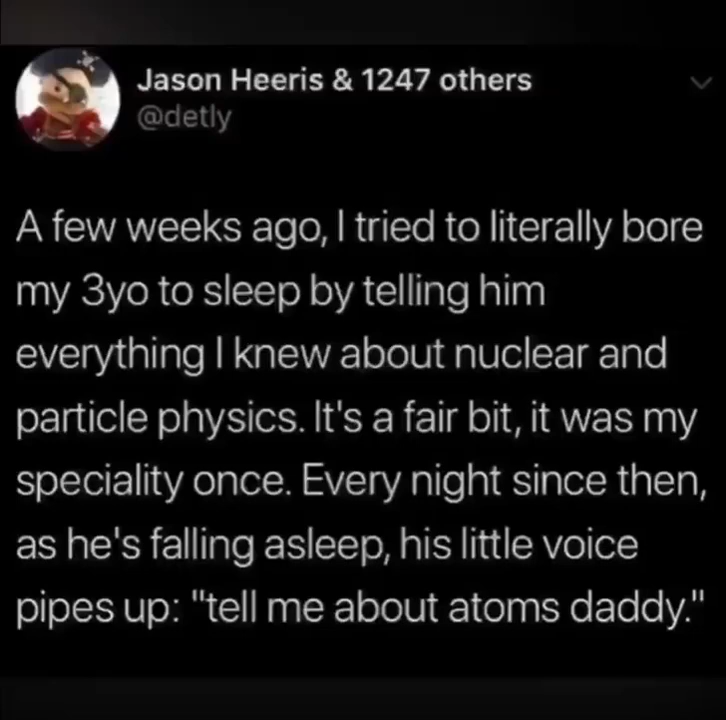 Jason Heeris & 1247 others
@detly
A few weeks ago, I tried to literally bore
my 3yo to sleep by telling him
everything I knew about nuclear and
particle physics. It's a fair bit, it was my
speciality once. Every night since then,
as he's falling asleep, his little voice
pipes up: "tell me about atoms daddy."